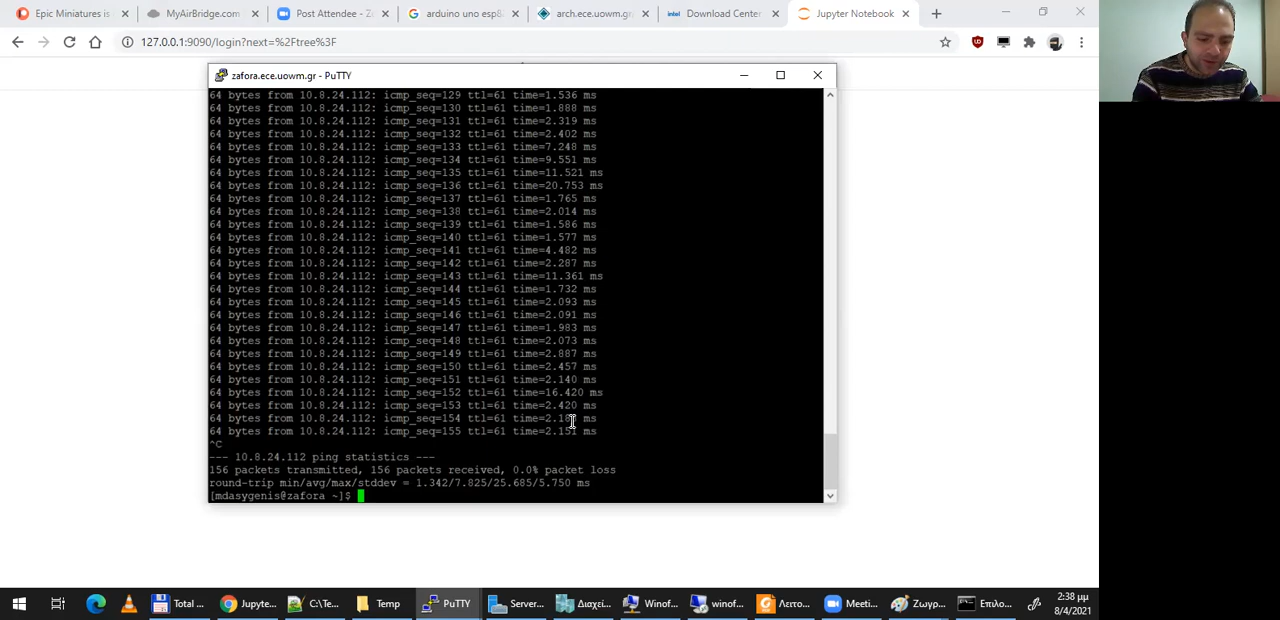 Epic Miniatures is
MyAirBridge.com
Post Attendee - Zo
arduino uno esp8
arch.ece.uowm.gr/
Download Center
Jupyter Notebook
127.0.0.1:9090/login?next=%2Ftree%3F
zafora.ece.uowm.gr - PuTTY
64 bytes from 10.8.24.112: icmp_seq=129 ttl=61 time=1.536 ms
64 bytes from 10.8.24.112: icmp_seq=130 ttl=61 time=1.888 ms
64 bytes from 10.8.24.112: icmp_seq=131 ttl=61 time=2.319 ms
64 bytes from 10.8.24.112: icmp_seq=132 ttl=61 time=2.402 ms
64 bytes from 10.8.24.112: icmp_seq=133 ttl=61 time=7.248 ms
64 bytes from 10.8.24.112: icmp_seq=134 ttl=61 time=9.551 ms
64 bytes from 10.8.24.112: icmp_seq=135 ttl=61 time=11.521 ms
64 bytes from 10.8.24.112: icmp_seq=136 ttl=61 time=20.753 ms
64 bytes from 10.8.24.112: icmp_seq=137 ttl=61 time=1.765 ms
64 bytes from 10.8.24.112: icmp_seq=138 ttl=61 time=2.014 ms
64 bytes from 10.8.24.112: icmp_seq=139 ttl=61 time=1.586 ms
64 bytes from 10.8.24.112: icmp_seq=140 ttl=61 time=1.577 ms
64 bytes from 10.8.24.112: icmp_seq=141 ttl=61 time=4.482 ms
64 bytes from 10.8.24.112: icmp_seq=142 ttl=61 time=2.287 ms
64 bytes from 10.8.24.112: icmp_seq=143 ttl=61 time=11.361 ms
64 bytes from 10.8.24.112: icmp_seq=144 ttl=61 time=1.732 ms
64 bytes from 10.8.24.112: icmp_seq=145 ttl=61 time=2.093 ms
64 bytes from 10.8.24.112: icmp_seq=146 ttl=61 time=2.091 ms
64 bytes from 10.8.24.112: icmp_seq=147 ttl=61 time=1.983 ms
64 bytes from 10.8.24.112: icmp_seq=148 ttl=61 time=2.073 ms
64 bytes from 10.8.24.112: icmp_seq=149 ttl=61 time=2.887 ms
64 bytes from 10.8.24.112: icmp_seq=150 ttl=61 time=2.457 ms
64 bytes from 10.8.24.112: icmp_seq=151 ttl=61 time=2.140 ms
64 bytes from 10.8.24.112: icmp_seq=152 ttl=61 time=16.420 ms
64 bytes from 10.8.24.112: icmp_seq=153 ttl=61 time=2.420 ms
64 bytes from 10.8.24.112: icmp_seq=154 ttl=61 ms
64 bytes from 10.8.24.112: icmp_seq=155 ttl=61 time=2.151 ms
^C
--- 10.8.24.112 ping statistics ---
156 packets transmitted, 156 packets received, 0.0% packet loss
round-trip min/avg/max/stddev = 1.342/7.825/25.685/5.750 ms
[mdasygenis@zafora ~]$
Total ...
Jupyte...
C:\Te...
Temp
PuTTY
Server...
Διαχεί...
Winof...
winof...
Λειτο...
Meeti...
Ζωγρ...
Επιλο...
2:38 μμ
8/4/2021